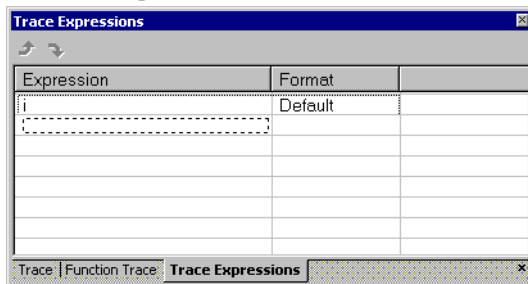 Trace Expressions
Expression Format
i Default
Trace Function Trace Trace Expressions